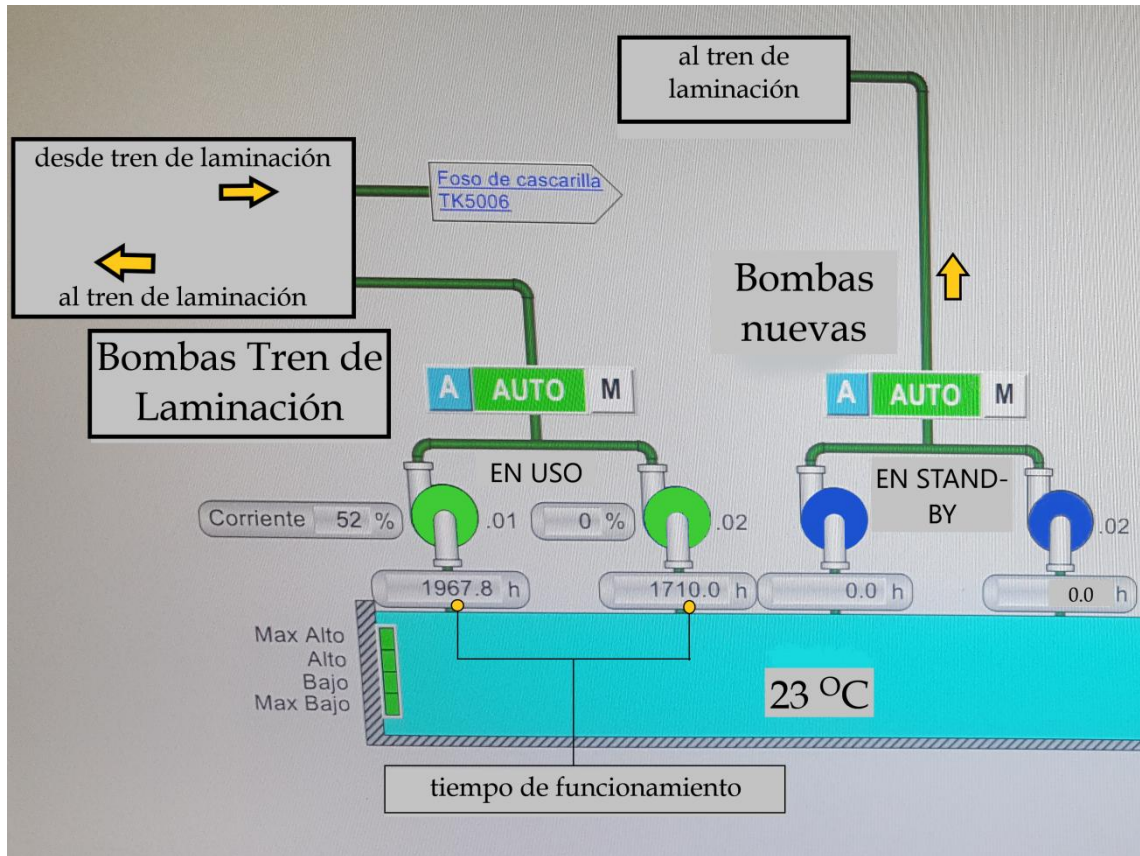 al tren de
laminación
desde tren de laminación
Foso de cascarilla
TK5006
al tren de laminación
Bombas
nuevas
Bombas Tren de
Laminación
A AUTO M
A AUTO M
EN USO
EN STAND-
BY
Corriente 52 % .01 0 % .02 .02
1967.8 h 1710.0 h 0.0 h 0.0 h
Max Alto
Alto
Bajo
Max Bajo
23 °C
tiempo de funcionamiento